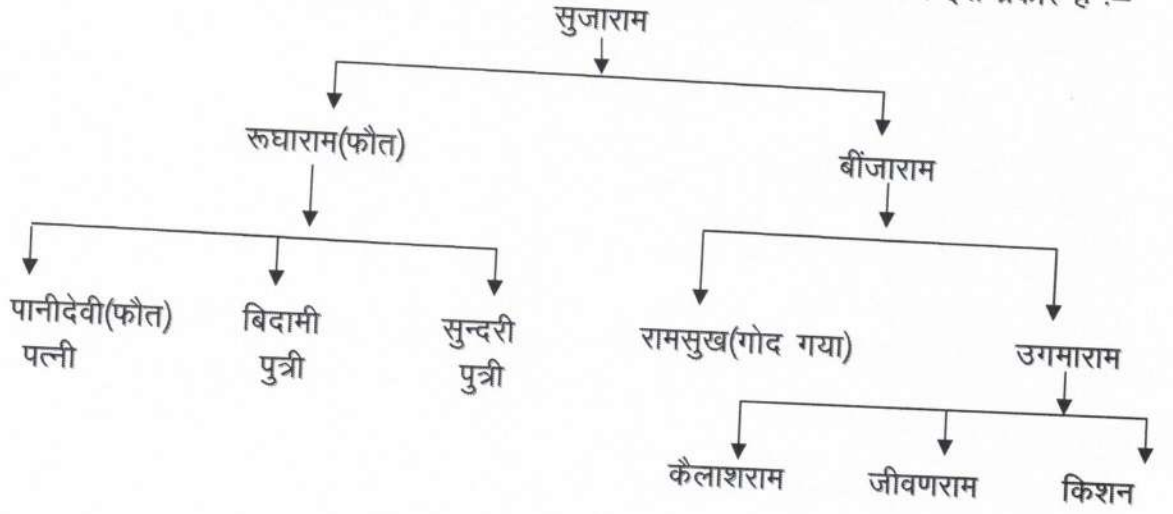 सुजाराम
रूघाराम(फौत)
बींजाराम
पानीदेवी(फौत)
पत्नी
बिदामी
पुत्री
सुन्दरी
पुत्री
रामसुख(गोद गया)
उगमाराम
कैलाशराम
जीवणराम
किशन